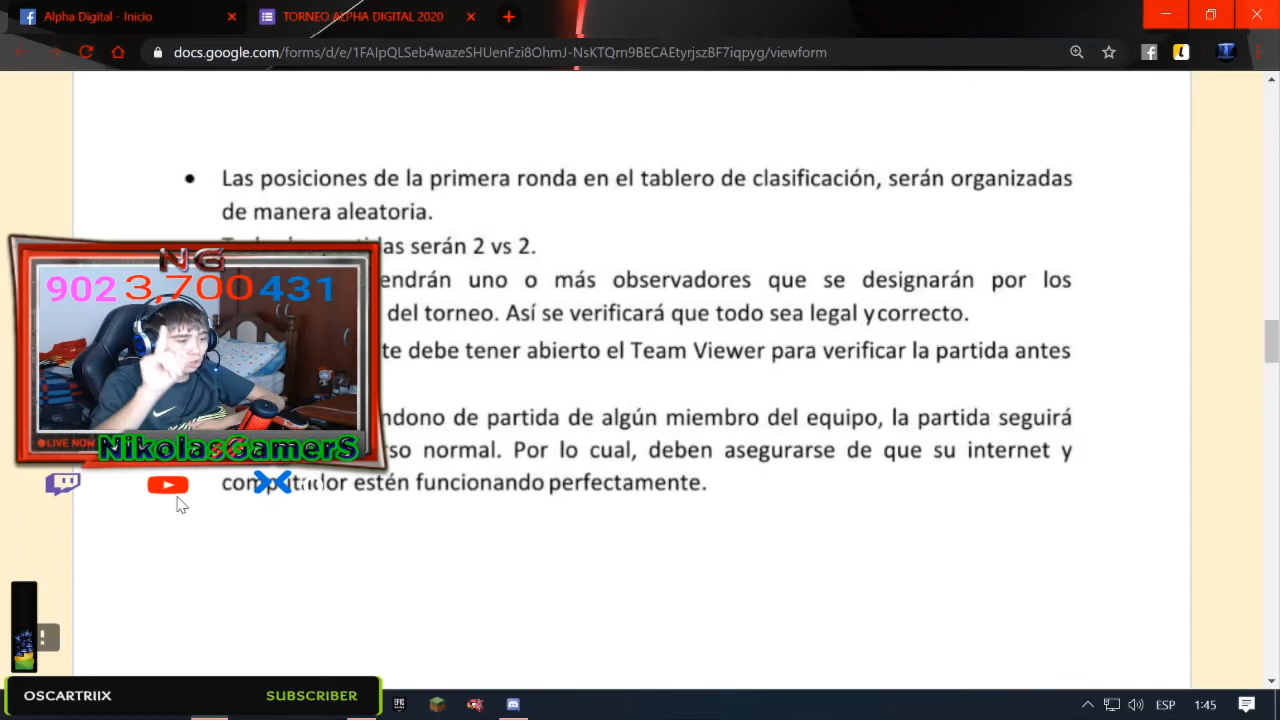 Alpha Digital - Inicio
TORNEO ALPHA DIGITAL 2020
docs.google.com/forms/d/e/1FAIpQLSeb4wazeSHUenFzi8OhmJ-NsKTQrn9BECAEtyrjszBF7iqpyg/viewform
• Las posiciones de la primera ronda en el tablero de clasificación, serán organizadas
de manera aleatoria.
serán 2 vs 2.
uno o más observadores que se designarán por los
del torneo. Así se verificará que todo sea legal y correcto.
debe tener abierto el Team Viewer para verificar la partida antes
de partida de algún miembro del equipo, la partida seguirá
normal. Por lo cual, deben asegurarse de que su internet y
computador estén funcionando perfectamente.
NG
902 3,700 431
LIVE NOW
NikolasGamerS
!
OSCARTRIIX SUBSCRIBER
EPIC
ESP 1:45